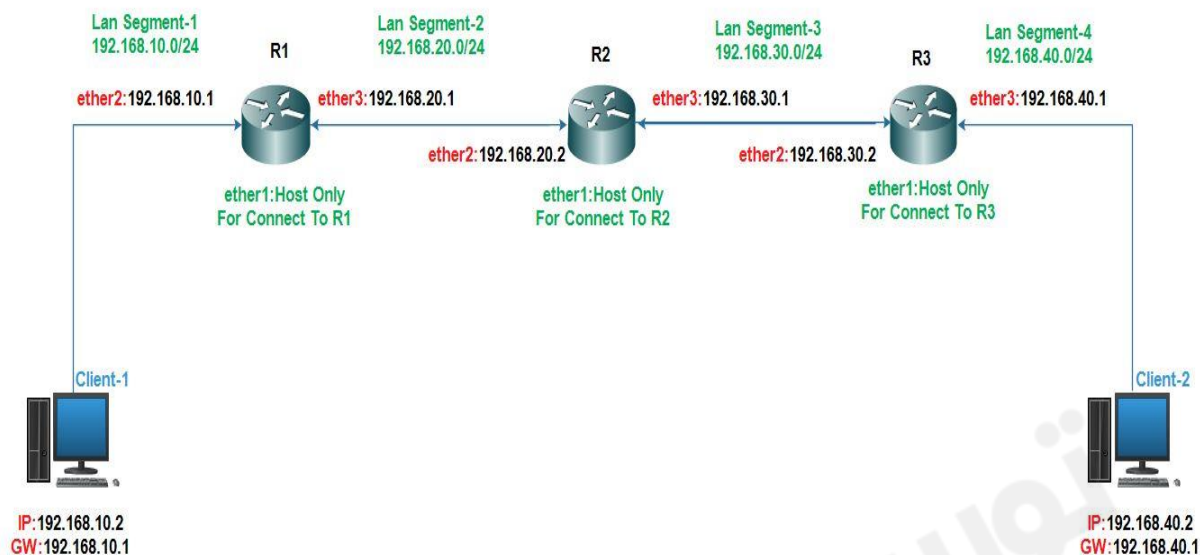 Lan Segment-1
192.168.10.0/24
R1
Lan Segment-2
192.168.20.0/24
R2
Lan Segment-3
192.168.30.0/24
R3
Lan Segment-4
192.168.40.0/24
ether2:192.168.10.1
ether3:192.168.20.1
ether2:192.168.20.2
ether3:192.168.30.1
ether2:192.168.30.2
ether3:192.168.40.1
ether1:Host Only
For Connect To R1
ether1:Host Only
For Connect To R2
ether1:Host Only
For Connect To R3
Client-1
IP:192.168.10.2
GW:192.168.10.1
Client-2
IP:192.168.40.2
GW:192.168.40.1